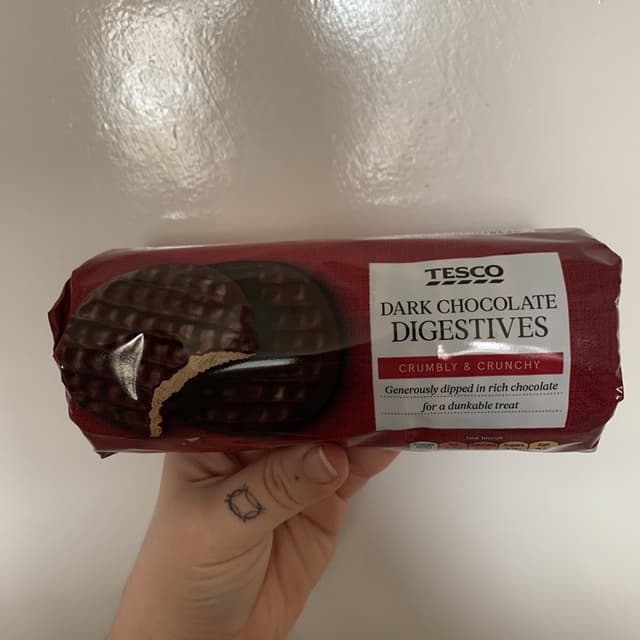 TESCO
DARK CHOCOLATE
DIGESTIVES
CRUMBLY & CRUNCHY
Generously dipped in rich chocolate
for a dunkable treat